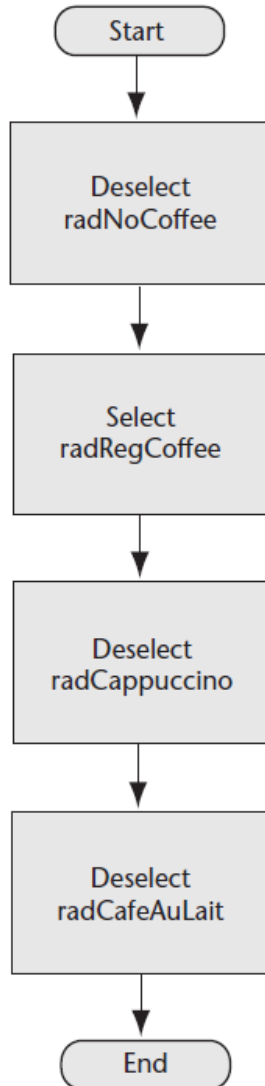 Start
Deselect
radNoCoffee
Select
radRegCoffee
Deselect
radCappuccino
Deselect
radCafeAuLait
End